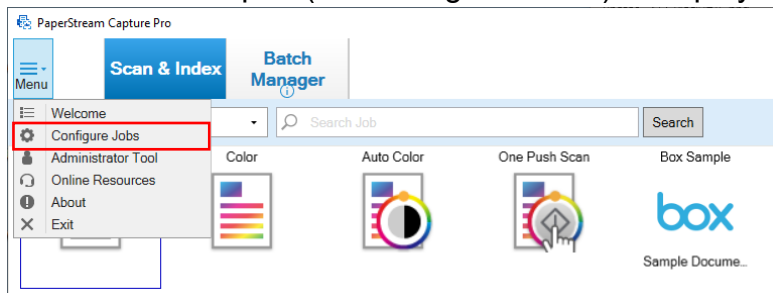 PaperStream Capture Pro
Menu
Scan & Index
Batch
Manager
Welcome
Configure Jobs
Administrator Tool
Online Resources
About
Exit
Search Job
Search
Color
Auto Color
One Push Scan
Box Sample
box
Sample Docume...